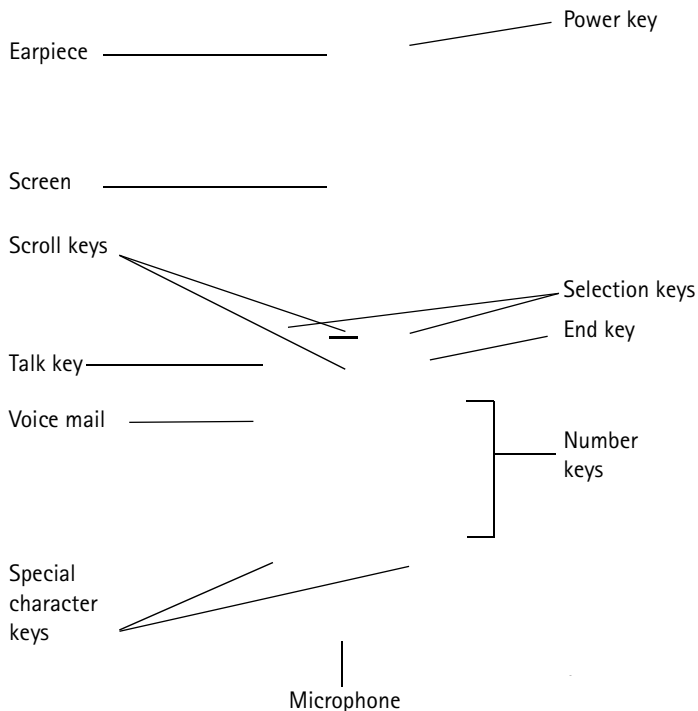 Power key
Earpiece
Screen
Scroll keys
Selection keys
End key
Talk key
Voice mail
Number
keys
Special
character
keys
Microphone